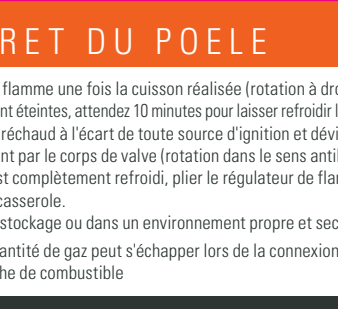 RET DU POELE
flamme une fois la cuisson réalisée (rotation à dro
nt éteintes, attendez 10 minutes pour laisser refroidir l
réchaud à l'écart de toute source d'ignition et dévi
nt par le corps de valve (rotation dans le sens anti
st complètement refroidi, plier le régulateur de flar
casserole.
stockage ou dans un environnement propre et sec
antité de gaz peut s'échapper lors de la connexion
he de combustible